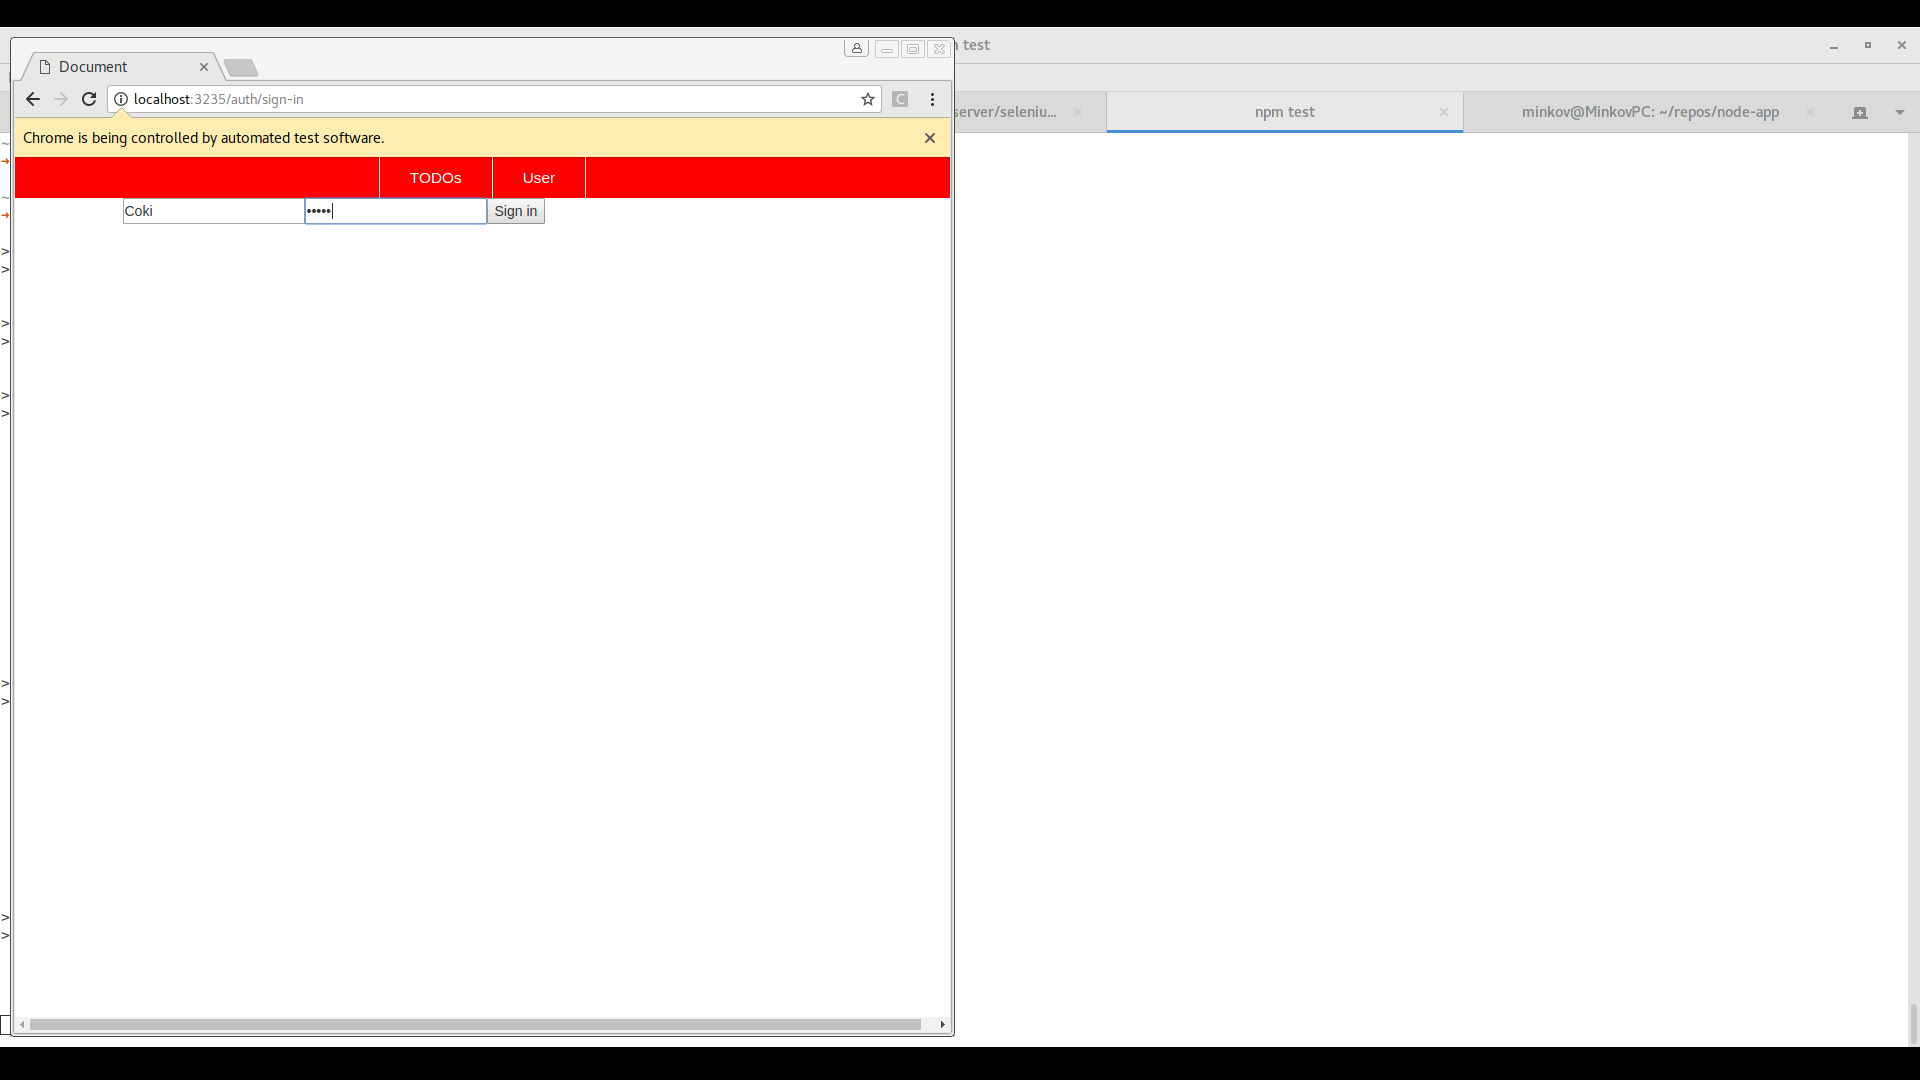 test
Document
localhost:3235/auth/sign-in
server/seleniu...
npm test
minkov@MinkovPC: ~/repos/node-app
Chrome is being controlled by automated test software.
TODOs
User
Coki
•••••
Sign in